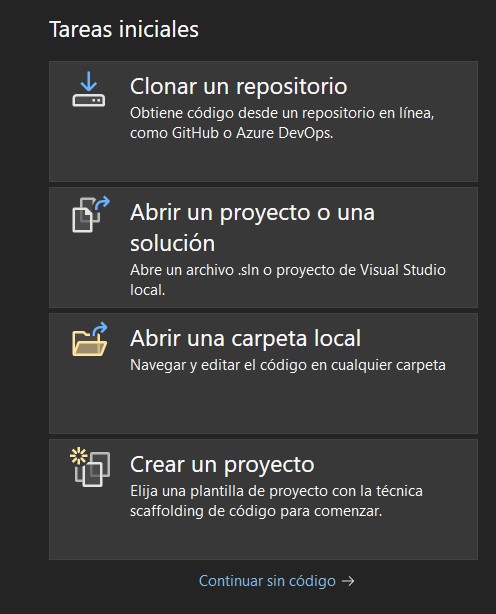 Tareas iniciales
Clonar un repositorio
Obtiene código desde un repositorio en línea,
como GitHub o Azure DevOps.
Abrir un proyecto o una
solución
Abre un archivo .sln o proyecto de Visual Studio
local.
Abrir una carpeta local
Navegar y editar el código en cualquier carpeta
Crear un proyecto
Elija una plantilla de proyecto con la técnica
scaffolding de código para comenzar.
Continuar sin código →